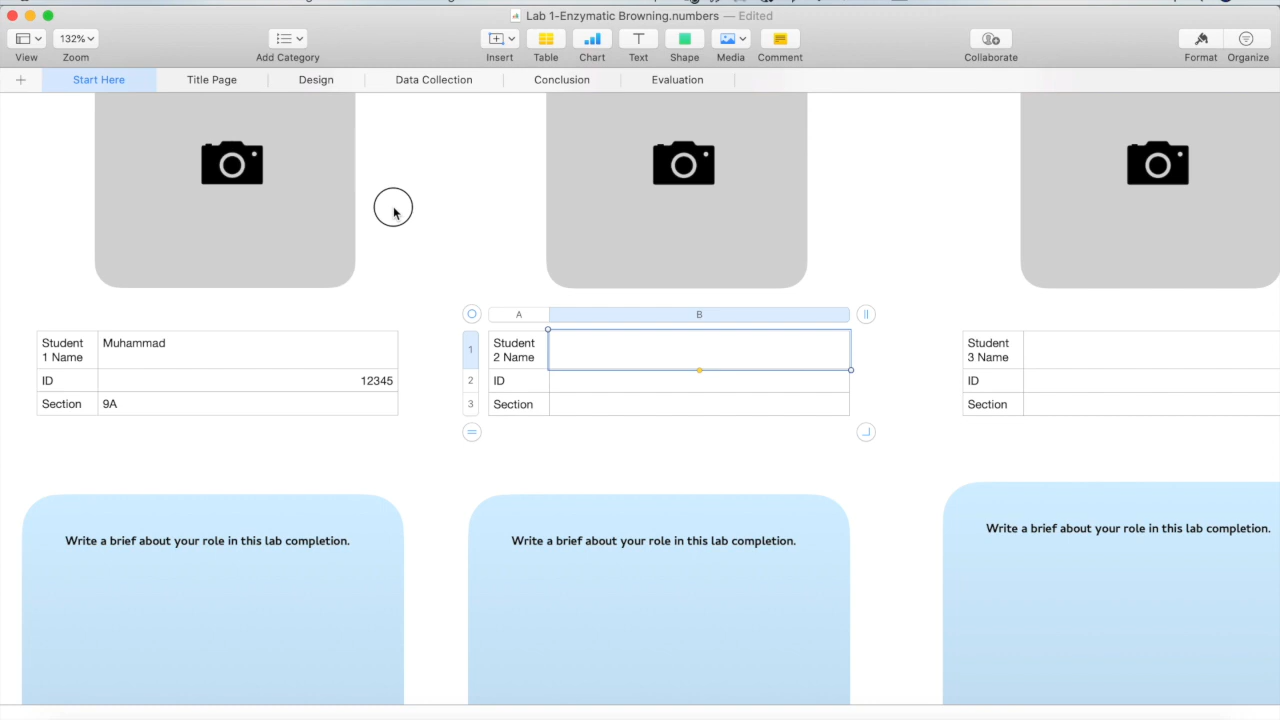 Lab 1-Enzymatic Browning.numbers — Edited
132%
View
Zoom
Add Category
Insert
Table
Chart
Text
Shape
Media
Comment
Collaborate
Format
Organize
Start Here
Title Page
Design
Data Collection
Conclusion
Evaluation
A
B
Student
1 Name
Muhammad
ID
12345
Section
9A
1
2
3
Student
2 Name
ID
Section
Student
3 Name
ID
Section
Write a brief about your role in this lab completion.
Write a brief about your role in this lab completion.
Write a brief about your role in this lab completion.